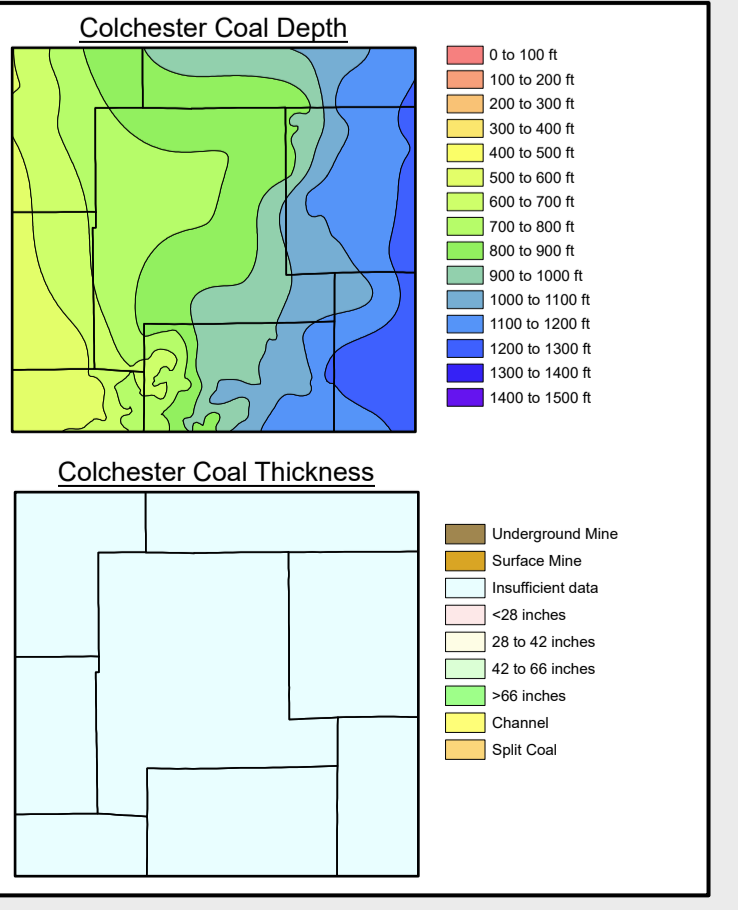 Colchester Coal Depth
0 to 100 ft
100 to 200 ft
200 to 300 ft
300 to 400 ft
400 to 500 ft
500 to 600 ft
600 to 700 ft
700 to 800 ft
800 to 900 ft
900 to 1000 ft
1000 to 1100 ft
1100 to 1200 ft
1200 to 1300 ft
1300 to 1400 ft
1400 to 1500 ft
Colchester Coal Thickness
Underground Mine
Surface Mine
Insufficient data
<28 inches
28 to 42 inches
42 to 66 inches
>66 inches
Channel
Split Coal